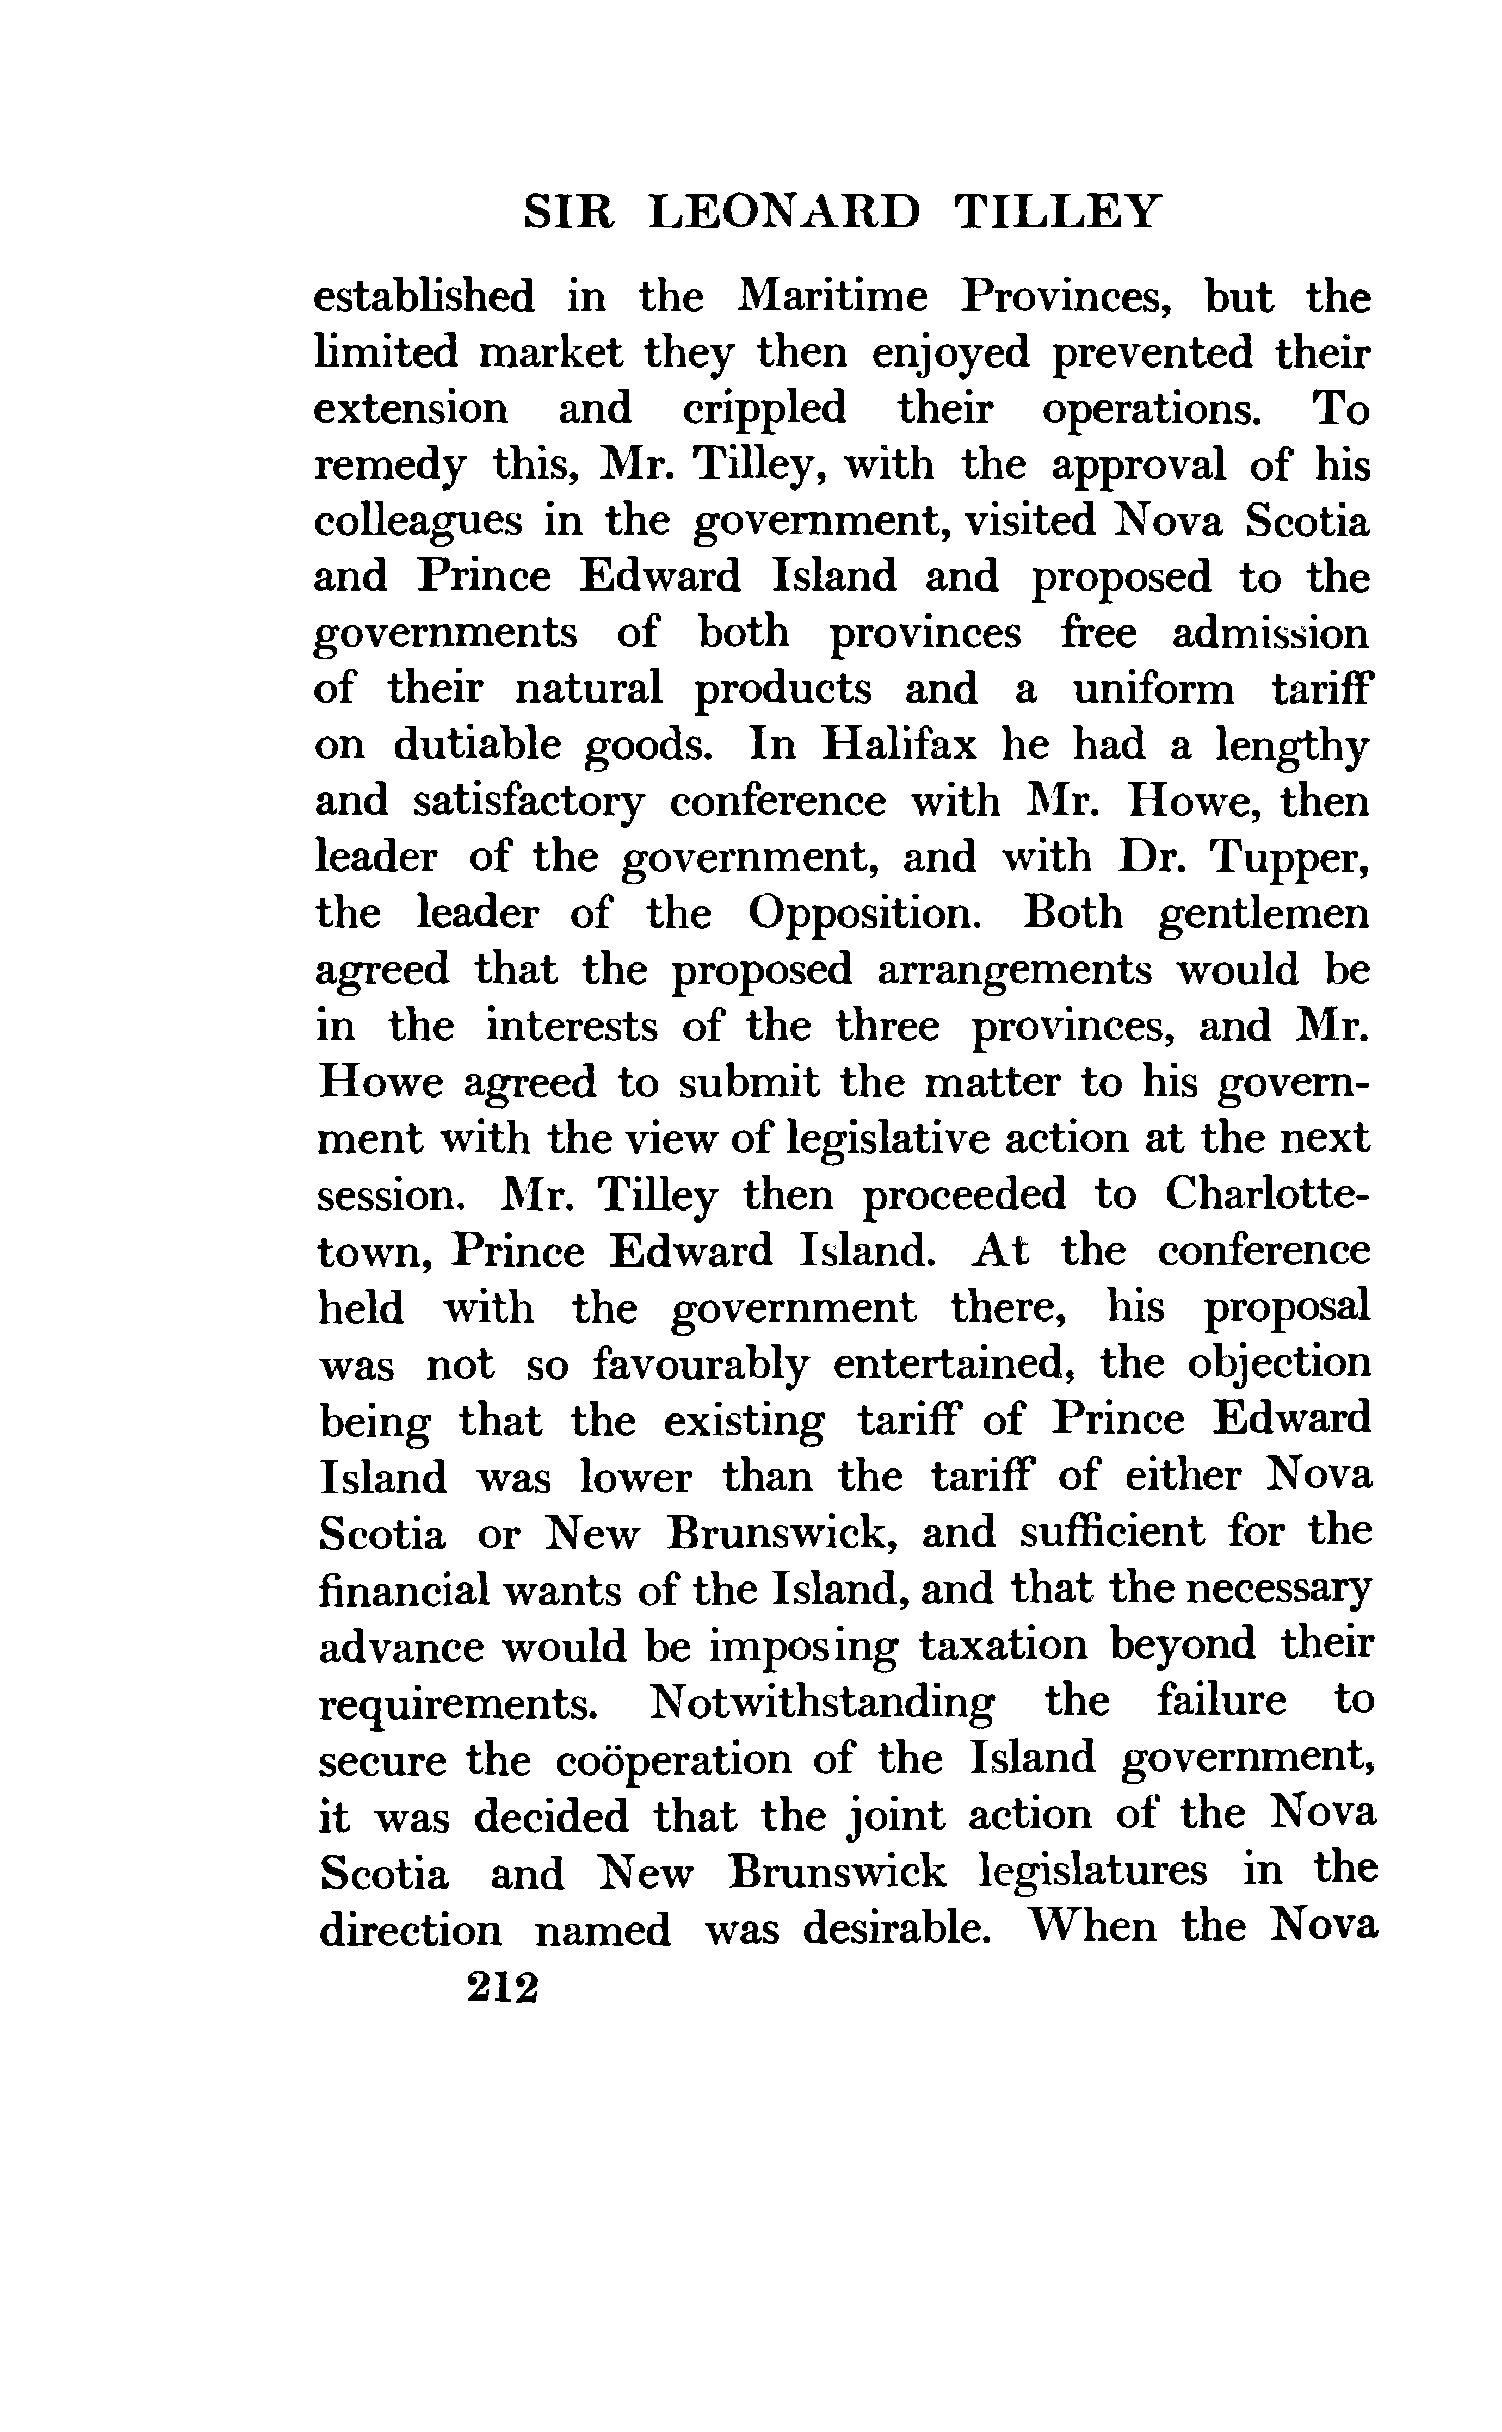 SIR LEONARD TILLEY
established in the Maritime Provinces, but the
limited market they then enjoyed prevented their
extension and crippled their operations. To
remedy this, Mr. Tilley, with the approval of his
colleagues in the government, visited Nova Scotia
and Prince Edward Island and proposed to the
governments of both provinces free admission
of their natural products and a uniform tariff
on dutiable goods. In Halifax he had a lengthy
and satisfactory conference with Mr. Howe, then
leader of the government, and with Dr. Tupper,
the leader of the Opposition. Both gentlemen
agreed that the proposed arrangements would be
in the interests of the three provinces, and Mr.
Howe agreed to submit the matter to his govern-
ment with the view of legislative action at the next
session. Mr. Tilley then proceeded to Charlotte-
town, Prince Edward Island. At the conference
held with the government there, his proposal
was not so favourably entertained, the objection
being that the existing tariff of Prince Edward
Island was lower than the tariff of either Nova
Scotia or New Brunswick, and sufficient for the
financial wants of the Island, and that the necessary
advance would be imposing taxation beyond their
requirements. Notwithstanding the failure to
secure the coöperation of the Island government,
it was decided that the joint action of the Nova
Scotia and New Brunswick legislatures in the
direction named was desirable. When the Nova
212